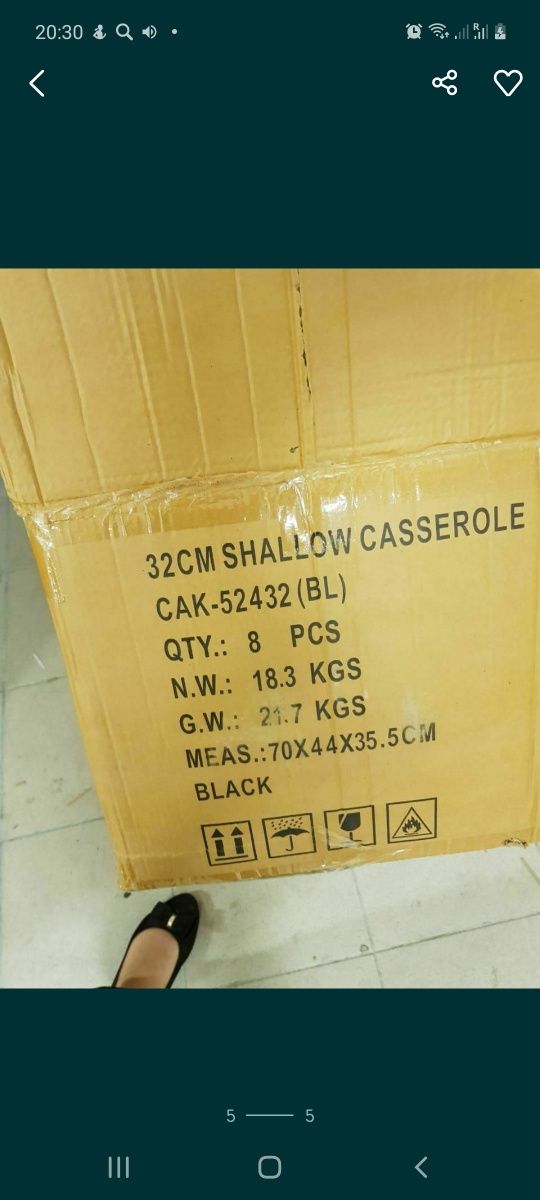 20:30
R
32CM SHALLOW CASSEROLE
CAK-52432 (BL)
QTY.: 8 PCS
N.W.: 18.3 KGS
G.W.: 21.7 KGS
MEAS.:70X44X35.5CM
BLACK
5
5